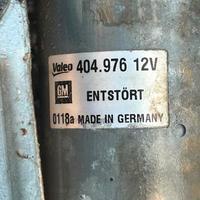 Valeo 404.976 12V
GM ENTSTÖRT
0118a MADE IN GERMANY